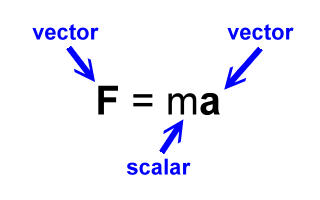 vector vector
F = ma
scalar